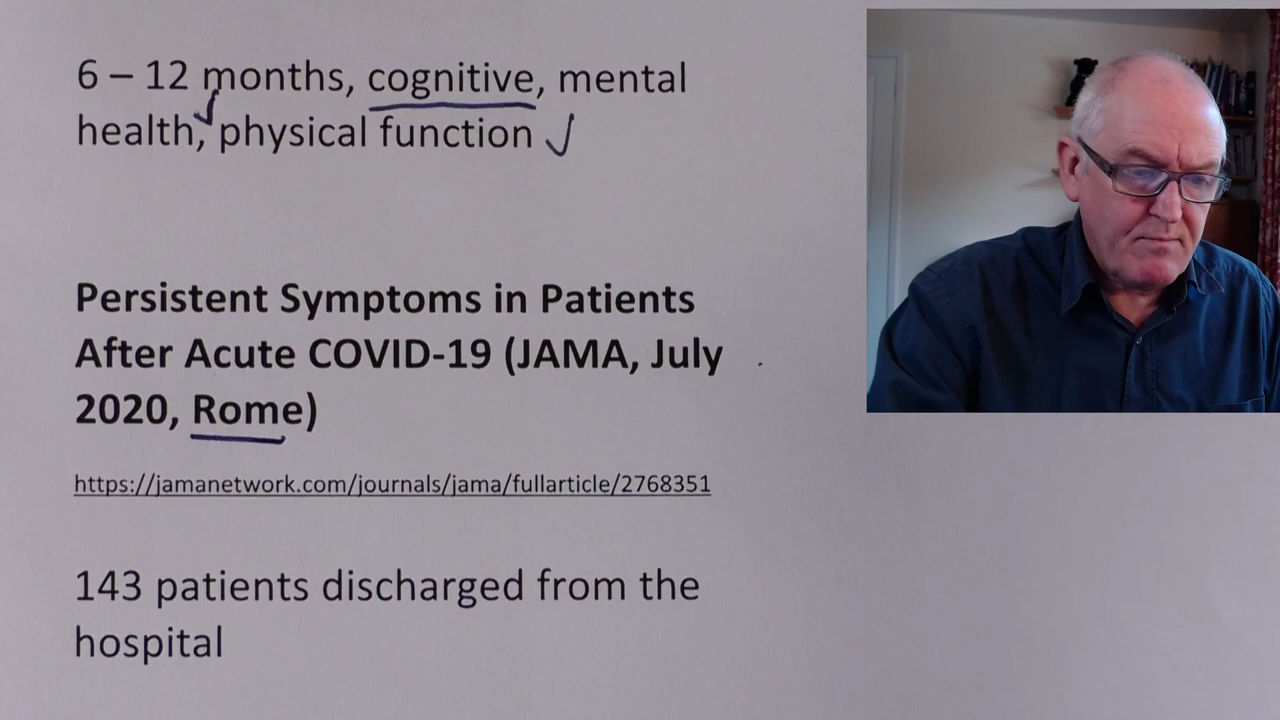 6 – 12 months, cognitive, mental
health, physical function
Persistent Symptoms in Patients
After Acute COVID-19 (JAMA, July
2020, Rome)
https://jamanetwork.com/journals/jama/fullarticle/2768351
143 patients discharged from the
hospital